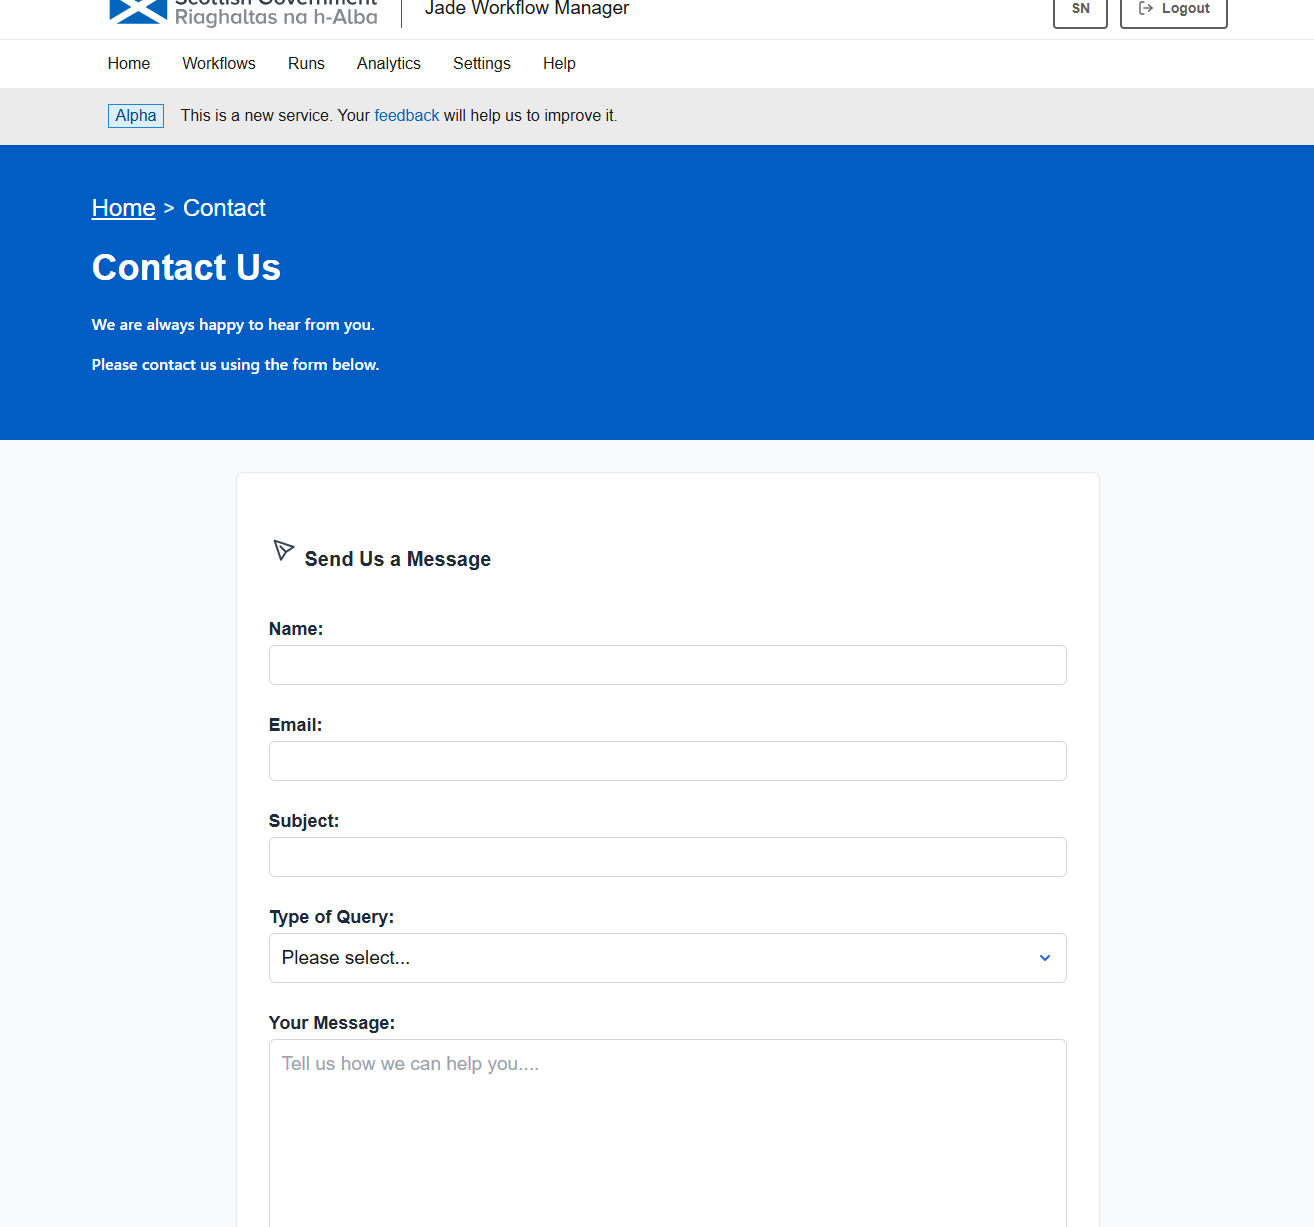 Scottish Government
Riaghaltas na h-Alba
Jade Workflow Manager
SN
Logout
Home
Workflows
Runs
Analytics
Settings
Help
Alpha
This is a new service. Your feedback will help us to improve it.
Home > Contact
Contact Us
We are always happy to hear from you.
Please contact us using the form below.
Send Us a Message
Name:
Email:
Subject:
Type of Query:
Please select...
Your Message:
Tell us how we can help you....